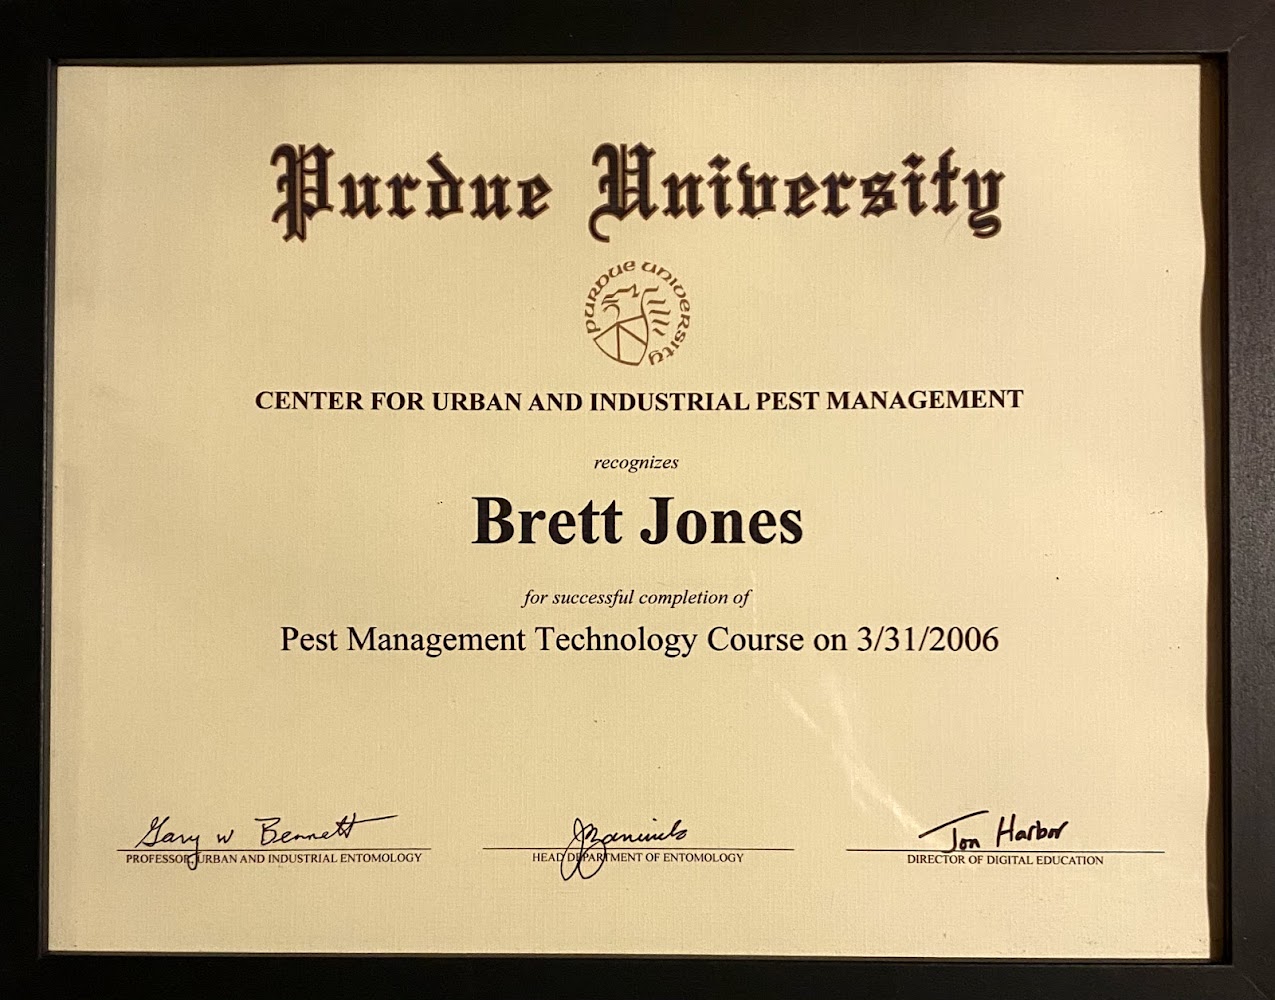 Purdue University
PURDUE UNIVERSITY
CENTER FOR URBAN AND INDUSTRIAL PEST MANAGEMENT
recognizes
Brett Jones
for successful completion of
Pest Management Technology Course on 3/31/2006
Gary W Bennett
Jon Harbor
PROFESSOR, URBAN AND INDUSTRIAL ENTOMOLOGY
HEAD DEPARTMENT OF ENTOMOLOGY
DIRECTOR OF DIGITAL EDUCATION